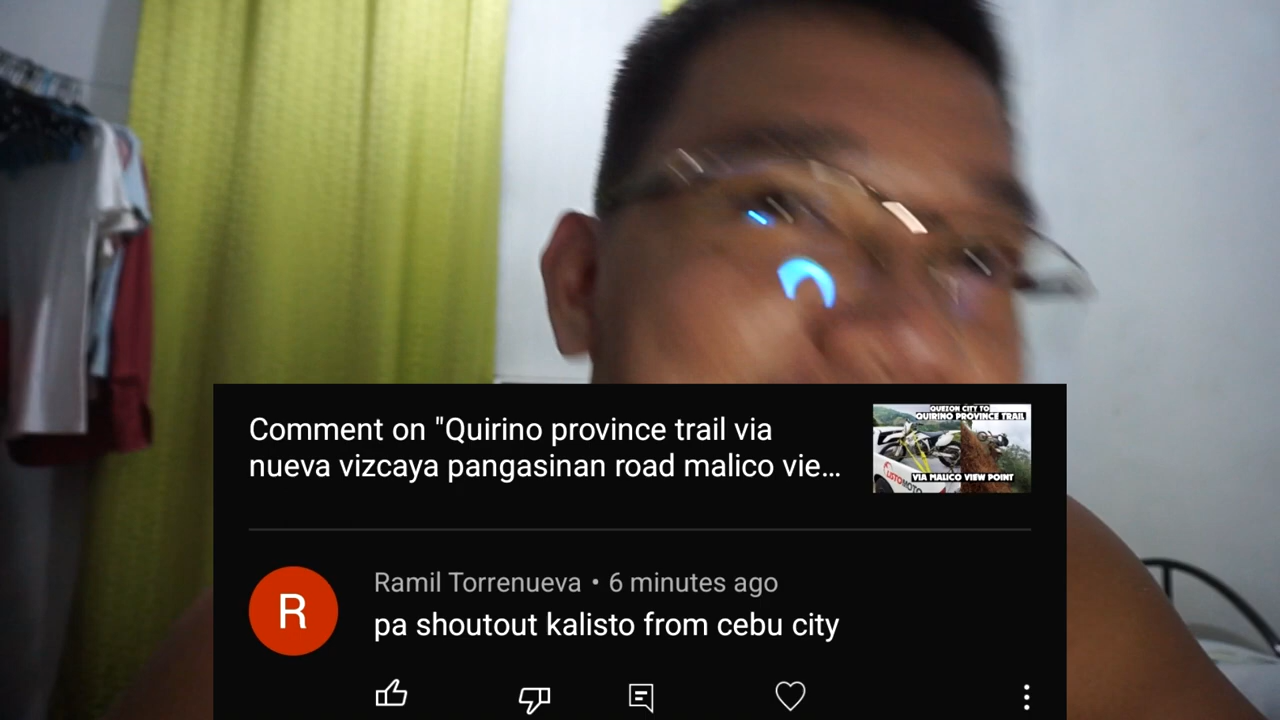 Comment on "Quirino province trail via
nueva vizcaya pangasinan road malico vie...
QUEZON CITY TO
QUIRINO PROVINCE TRAIL
VIA MALICO VIEW POINT
R
Ramil Torrenueva • 6 minutes ago
pa shoutout kalisto from cebu city